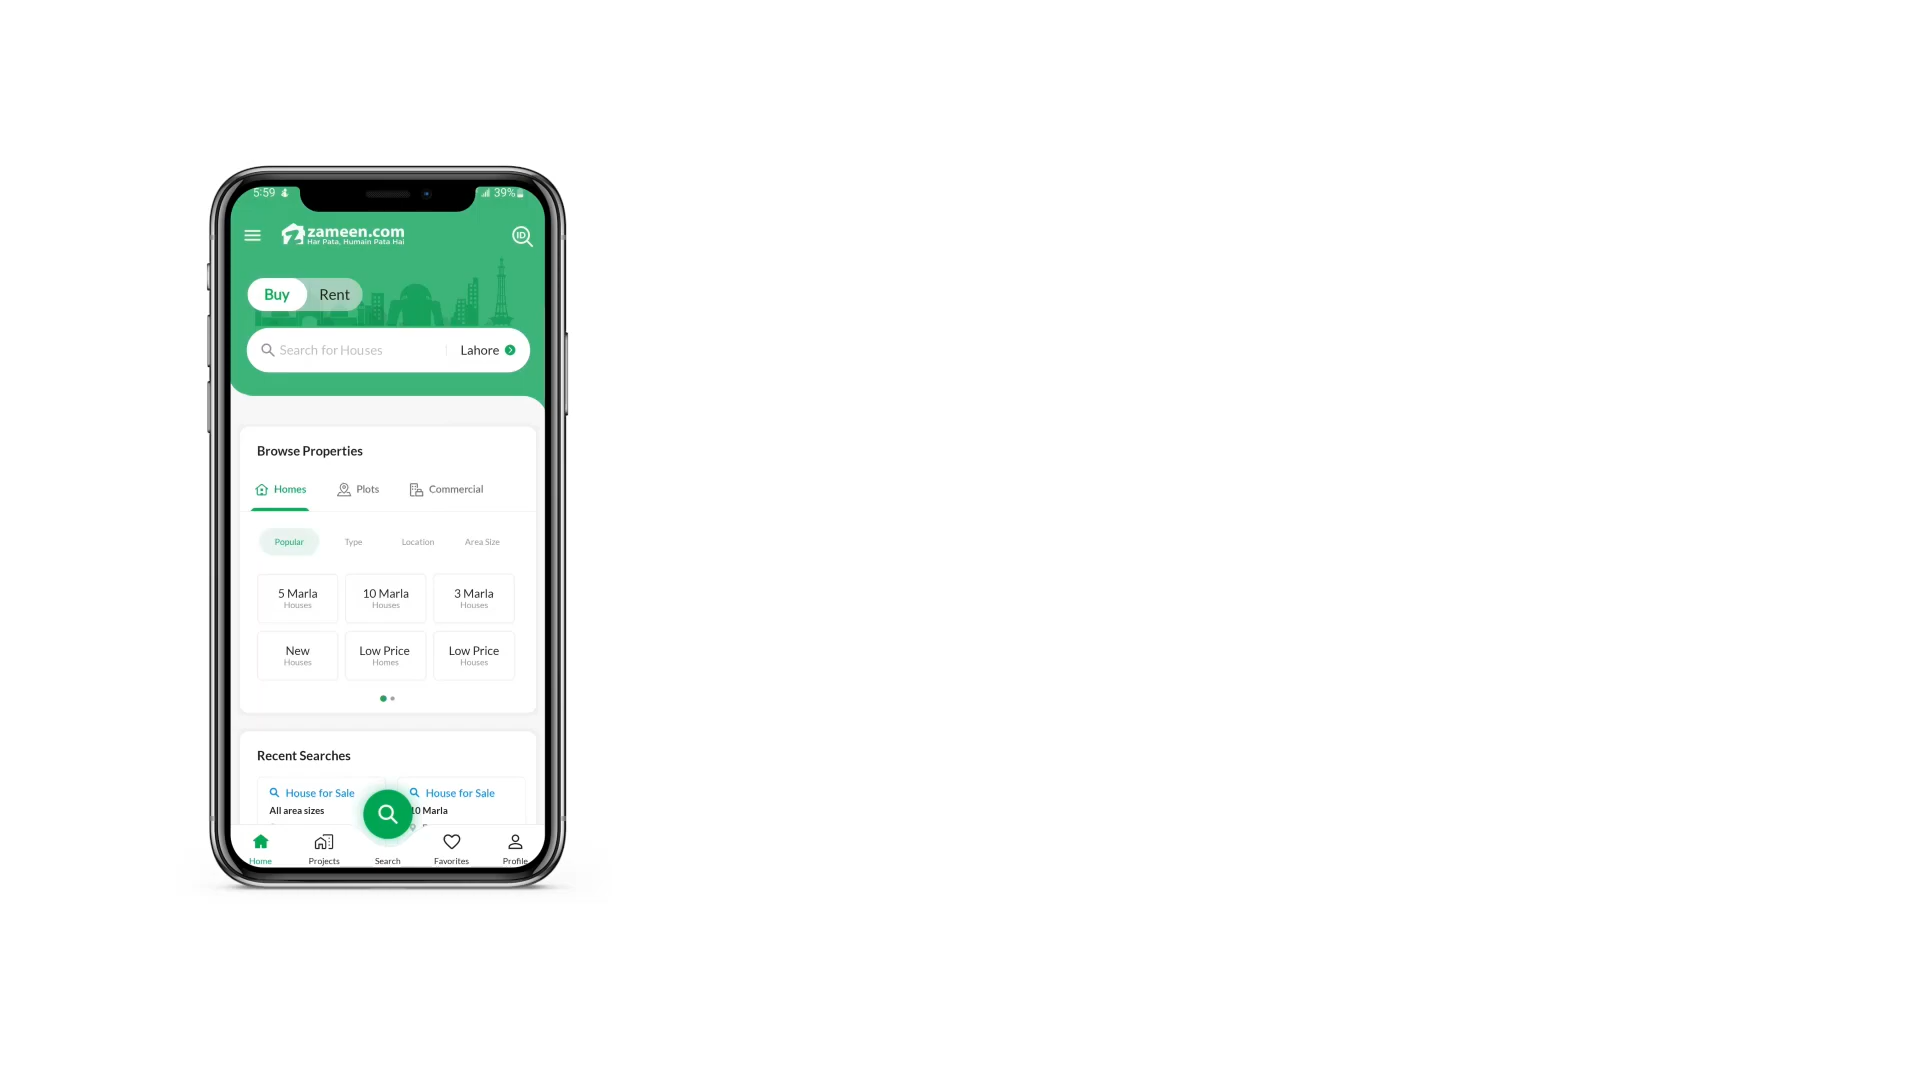 5:59 39%
zameen.com
Har Pata, Humain Pata Hai
ID
Buy Rent
Search for Houses Lahore
Browse Properties
Homes Plots Commercial
Popular Type Location Area Size
5 Marla 10 Marla 3 Marla
Houses Houses Houses
New Low Price Low Price
Houses Homes Houses
Recent Searches
House for Sale House for Sale
All area sizes 10 Marla
Home Projects Search Favorites Profile